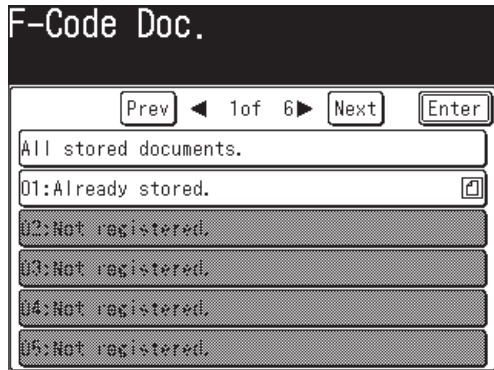 F-Code Doc.
Prev ◀ 1of 6▶ Next Enter
All stored documents.
01:Already stored.
02:Not registered.
03:Not registered.
04:Not registered.
05:Not registered.